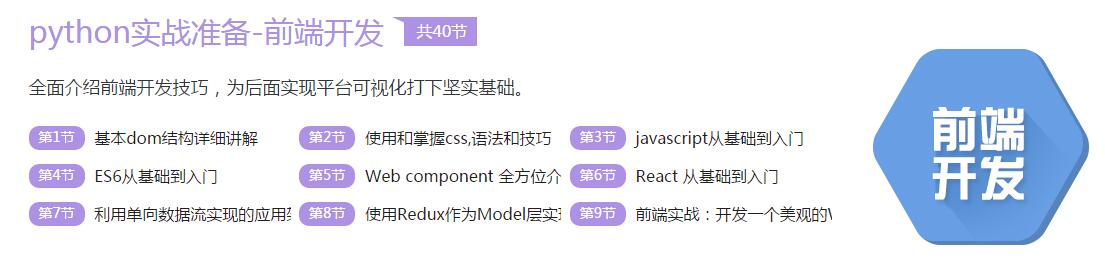 python实战准备-前端开发 共40节
全面介绍前端开发技巧，为后面实现平台可视化打下坚实基础。
第1节 基本dom结构详细讲解 第2节 使用和掌握css,语法和技巧 第3节 javascript从基础到入门
第4节 ES6从基础到入门 第5节 Web component 全方位介 第6节 React 从基础到入门
第7节 利用单向数据流实现的应用 第8节 使用Redux作为Model层实 第9节 前端实战：开发一个美观的
前端
开发